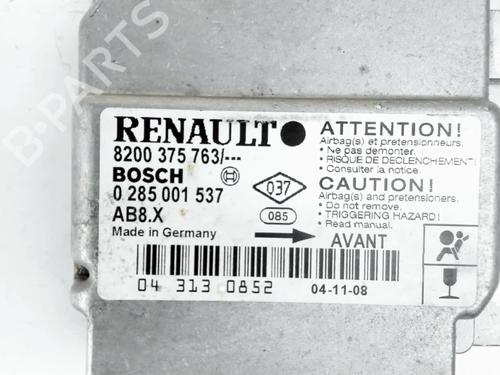 RENAULT
8200 375 763/---
BOSCH
0 285 001 537
AB8.X
Made in Germany
037
085
AVANT
ATTENTION!
Airbag(s) et pretensionneurs.
• Ne pas demonter.
• RISQUE DE DECLENCHEMENT!
• Consulter la notice.
CAUTION!
Airbag(s) and pretensioners.
• Do not remove.
• TRIGGERING HAZARD!
• Read manual.
04 313 0852
04-11-08
B-PARTS